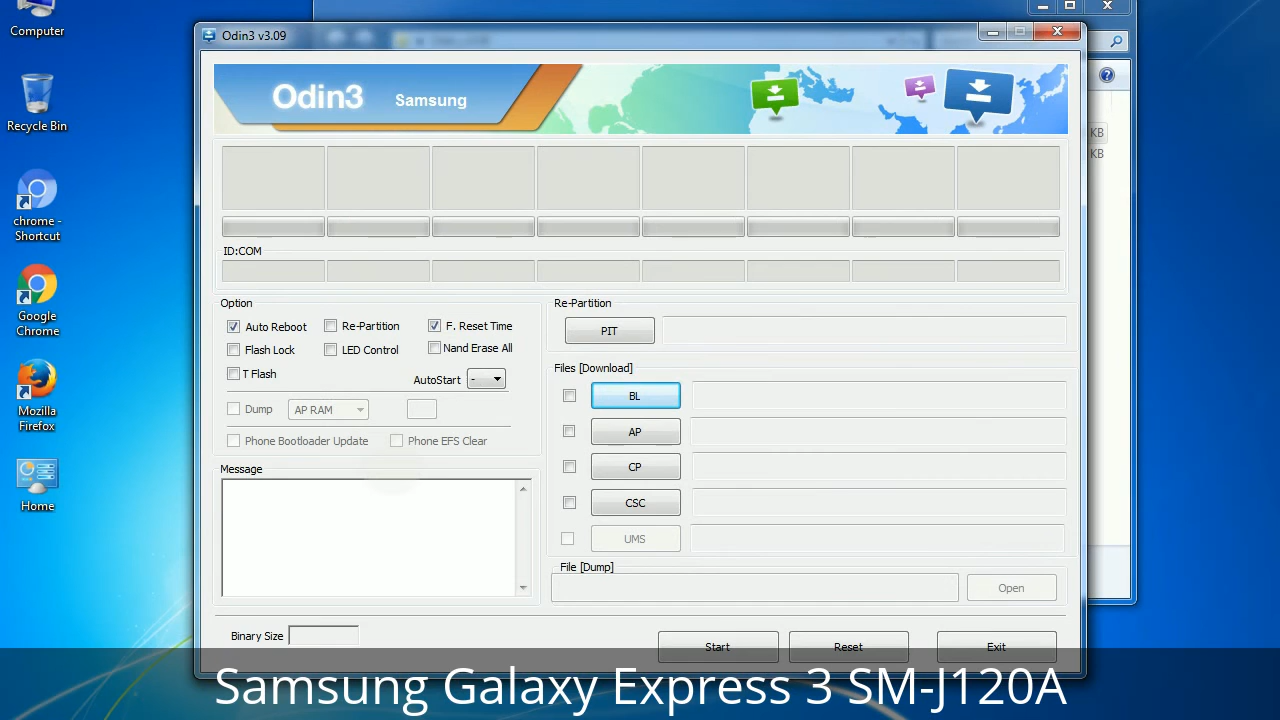 Computer
Recycle Bin
chrome -
Shortcut
Google
Chrome
Mozilla
Firefox
Home
Odin3 v3.09
Odin3 Samsung
ID:COM
Option
Auto Reboot
Re-Partition
F. Reset Time
Flash Lock
LED Control
Nand Erase All
T Flash
AutoStart -
Dump AP RAM
Phone Bootloader Update
Phone EFS Clear
Message
Re-Partition
PIT
Files [Download]
BL
AP
CP
CSC
UMS
File [Dump]
Open
Binary Size
Start
Reset
Exit
KB
KB
Samsung Galaxy Express 3 SM-J120A